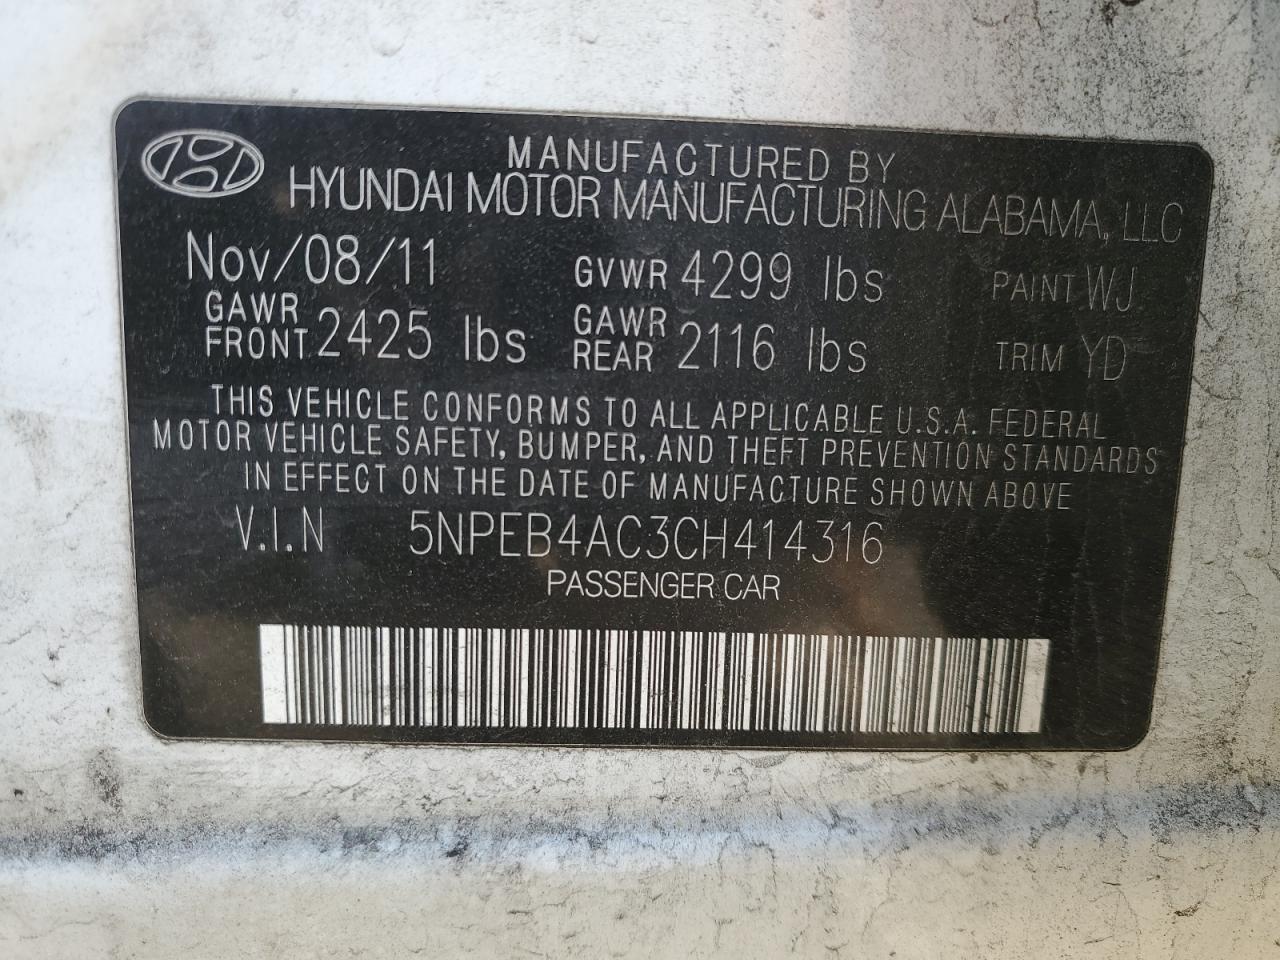 MANUFACTURED BY
HYUNDAI MOTOR MANUFACTURING ALABAMA, LLC
Nov/08/11 GVWR 4299 lbs PAINT WJ
GAWR FRONT 2425 lbs GAWR REAR 2116 lbs TRIM YD
THIS VEHICLE CONFORMS TO ALL APPLICABLE U.S.A. FEDERAL
MOTOR VEHICLE SAFETY, BUMPER, AND THEFT PREVENTION STANDARDS
IN EFFECT ON THE DATE OF MANUFACTURE SHOWN ABOVE
V.I.N 5NPEB4AC3CH414316
PASSENGER CAR